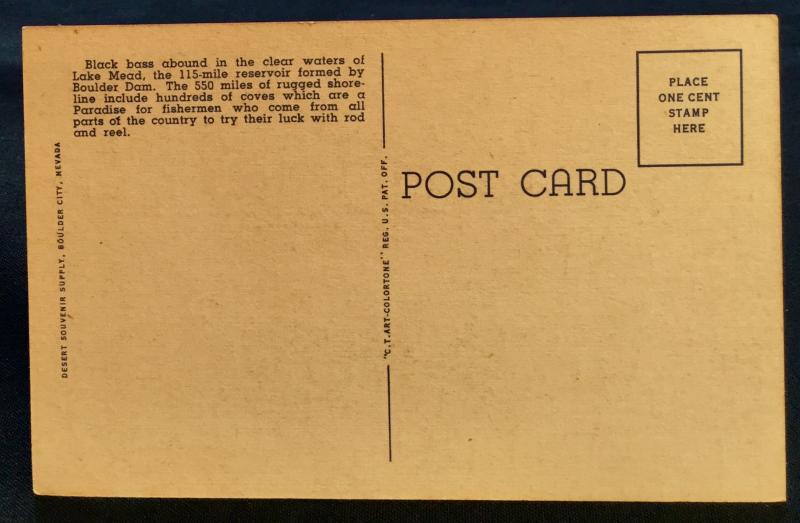 Black bass abound in the clear waters of
Lake Mead, the 115-mile reservoir formed by
Boulder Dam. The 550 miles of rugged shore-
line include hundreds of coves which are a
Paradise for fishermen who come from all
parts of the country to try their luck with rod
and reel.
DESERT SOUVENIR SUPPLY, BOULDER CITY, NEVADA
"C.T. ART-COLORTONE" REG. U.S. PAT. OFF.
POST CARD
PLACE
ONE CENT
STAMP
HERE